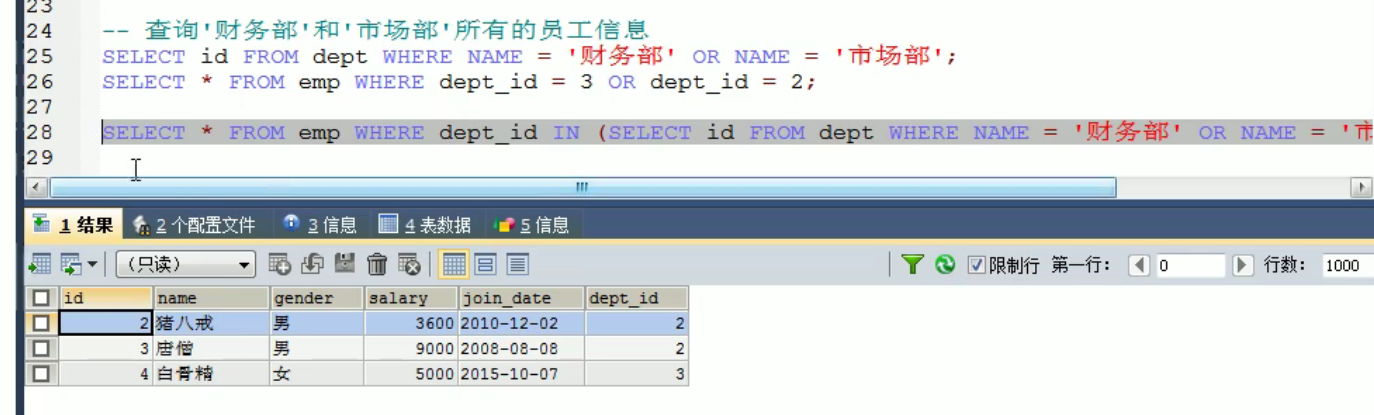 23
24 -- 查询'财务部'和'市场部'所有的员工信息
25 SELECT id FROM dept WHERE NAME = '财务部' OR NAME = '市场部';
26 SELECT * FROM emp WHERE dept_id = 3 OR dept_id = 2;
27
28 SELECT * FROM emp WHERE dept_id IN (SELECT id FROM dept WHERE NAME = '财务部' OR NAME = '市
29
1 结果 2 个配置文件 3 信息 4 表数据 5 信息
(只读) 限制行 第一行: 0 行数: 1000
id name gender salary join_date dept_id
2 猪八戒 男 3600 2010-12-02 2
3 唐僧 男 9000 2008-08-08 2
4 白骨精 女 5000 2015-10-07 3